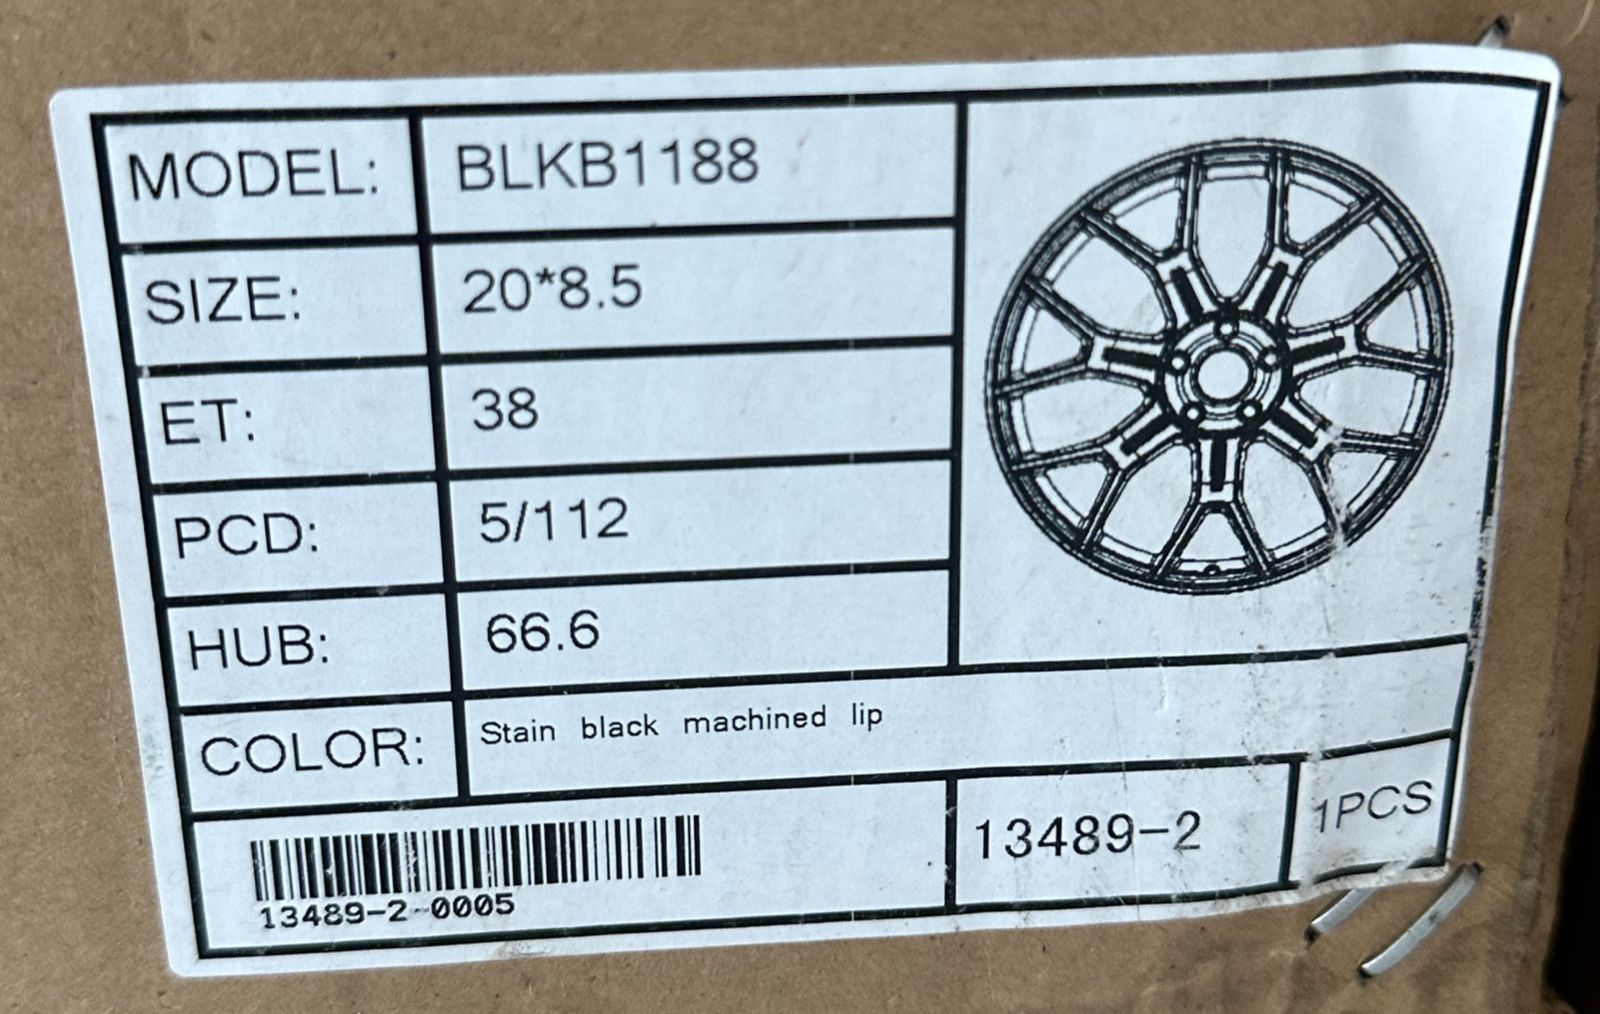 MODEL: BLKB1188
SIZE: 20*8.5
ET: 38
PCD: 5/112
HUB: 66.6
COLOR: Stain black machined lip
13489-2-0005
13489-2
1PCS